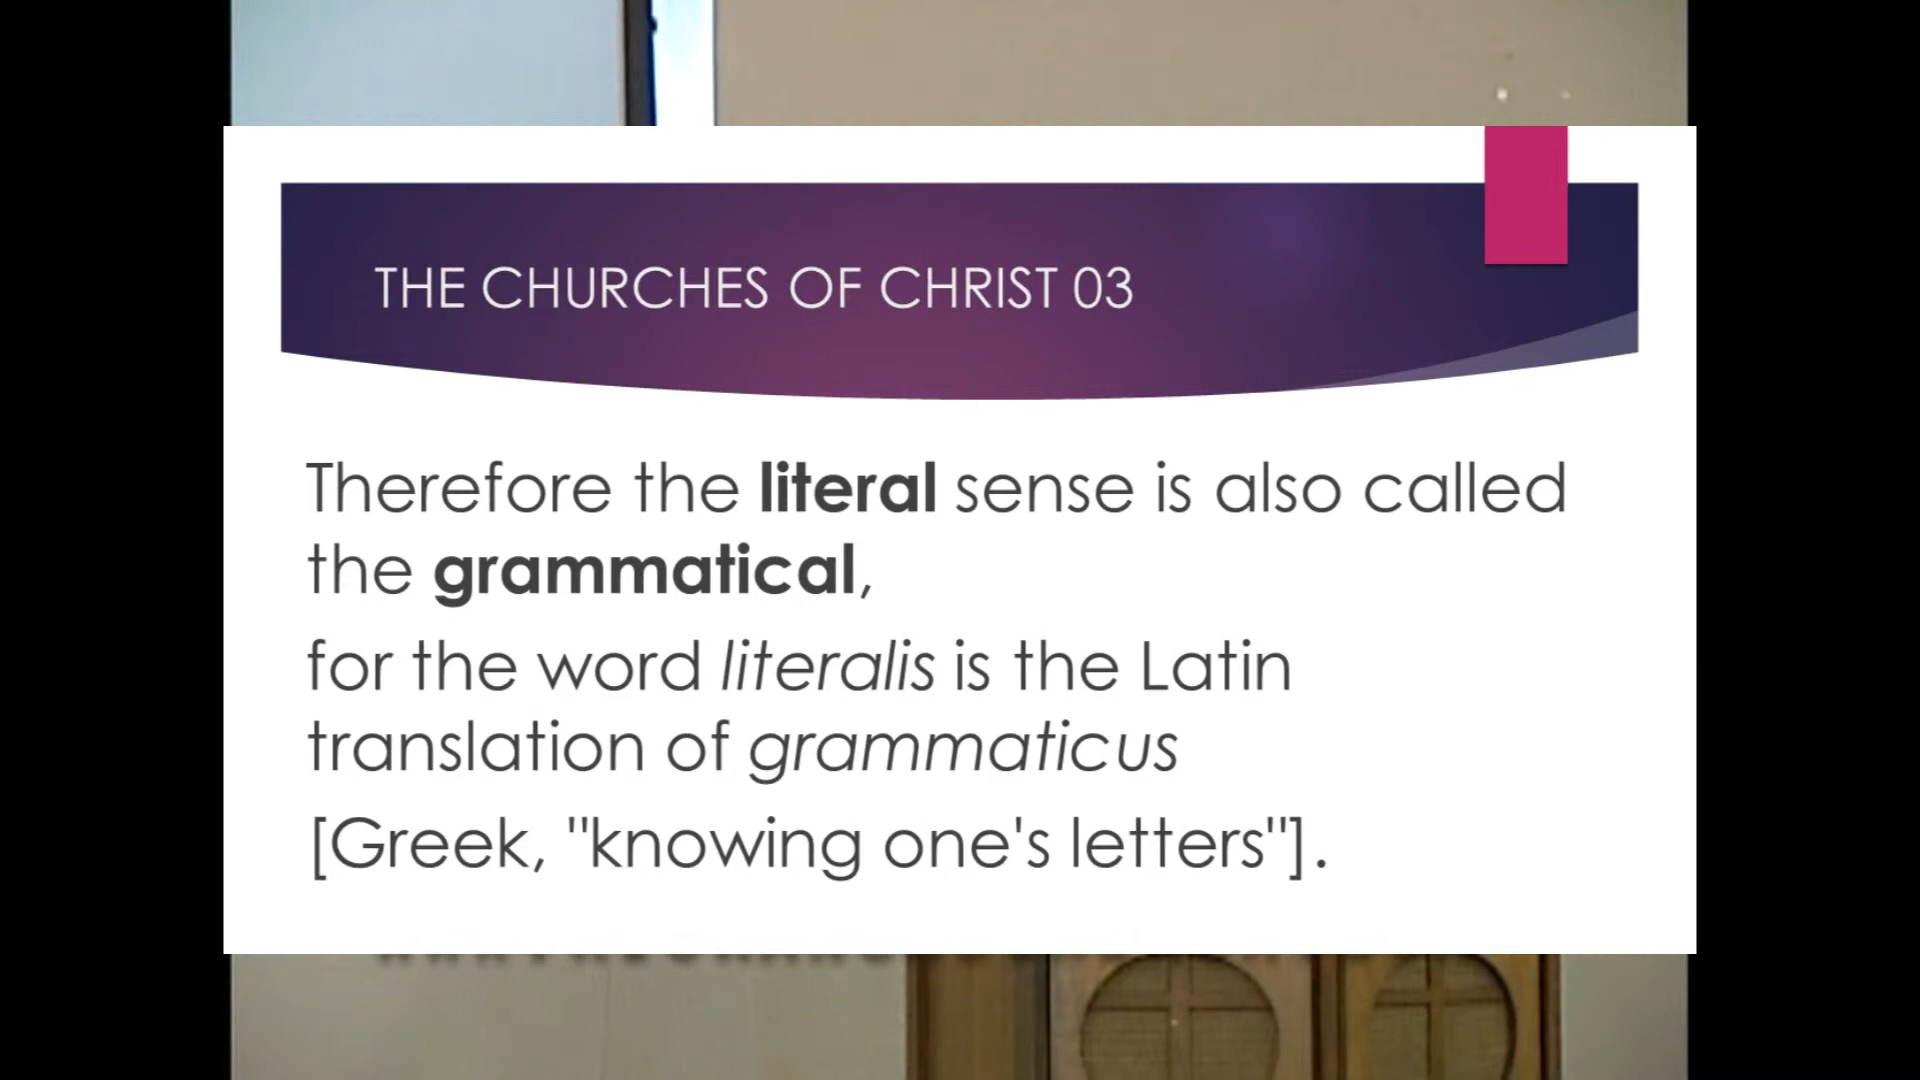 THE CHURCHES OF CHRIST 03
Therefore the literal sense is also called
the grammatical,
for the word literalis is the Latin
translation of grammaticus
[Greek, "knowing one's letters"].